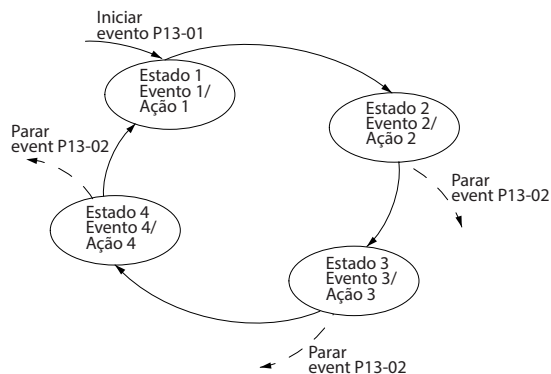 Iniciar
evento P13-01
Estado 1
Evento 1/
Ação 1
Estado 2
Evento 2/
Ação 2
Parar
event P13-02
Parar
event P13-02
Estado 4
Evento 4/
Ação 4
Estado 3
Evento 3/
Ação 3
Parar
event P13-02